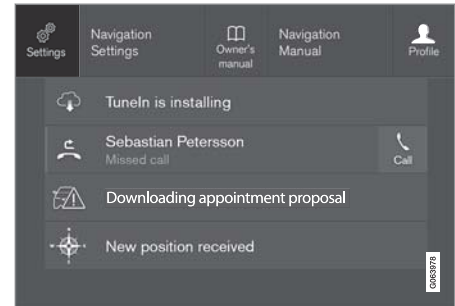 Settings
Navigation
Settings
Owner's
manual
Navigation
Manual
Profile
TuneIn is installing
Sebastian Petersson
Missed call
Call
Downloading appointment proposal
New position received
G063978